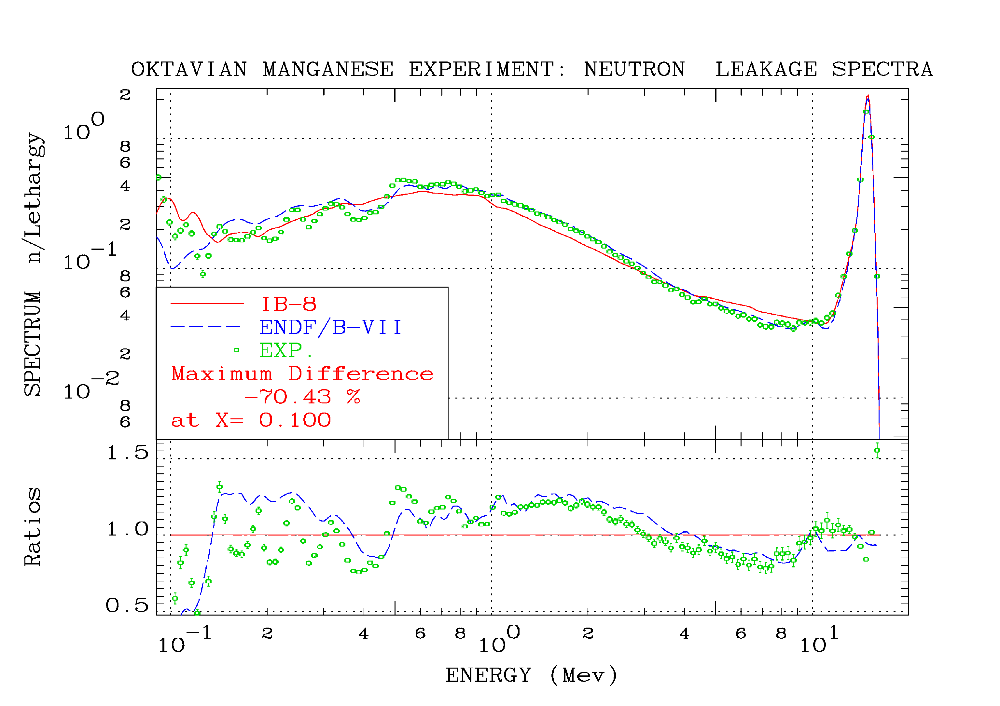 OKTAVIAN MANGANESE EXPERIMENT: NEUTRON  LEAKAGE SPECTRA
SPECTRUM  n/Lethargy
2
10^0
8
6
4
2
10^-1
8
6
4
2
10^-2
8
6
IB-8
ENDF/B-VII
EXP.
Maximum Difference
-70.43 %
at X= 0.100
Ratios
1.5
1.0
0.5
10^-1 2 4 6 8 10^0 2 4 6 8 10^1
ENERGY (Mev)